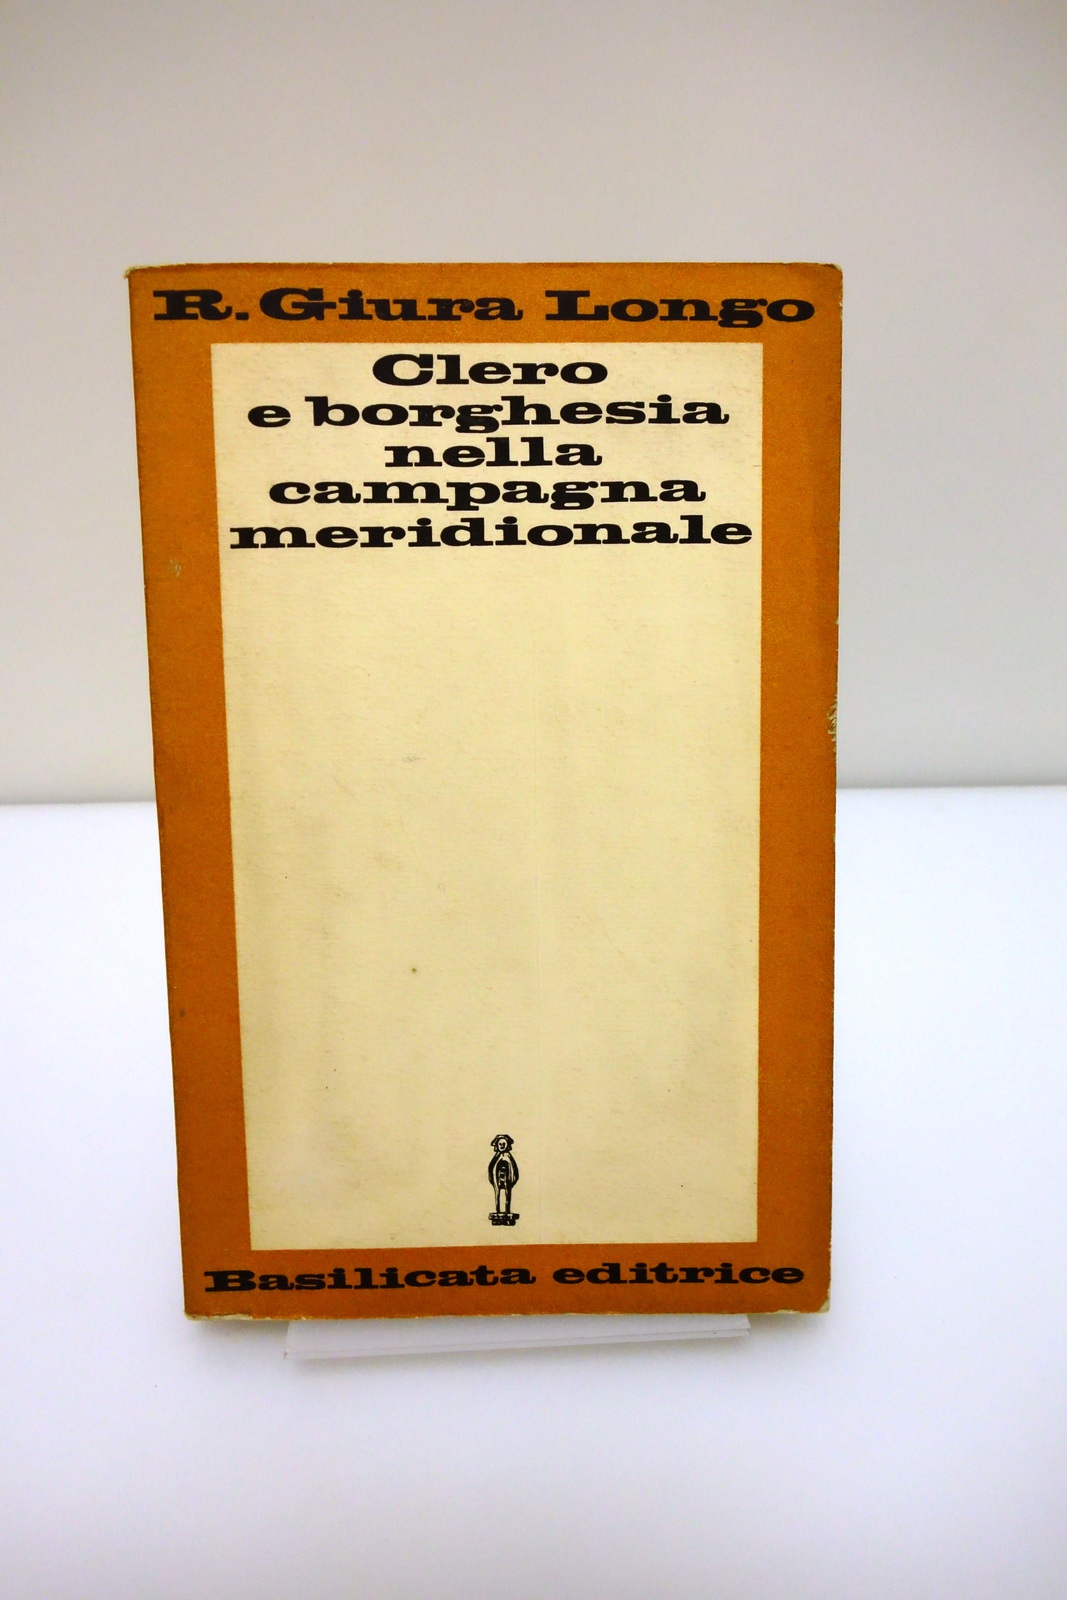 R. Giura Longo
Clero
e borghesia
nella
campagna
meridionale
Basilicata editrice